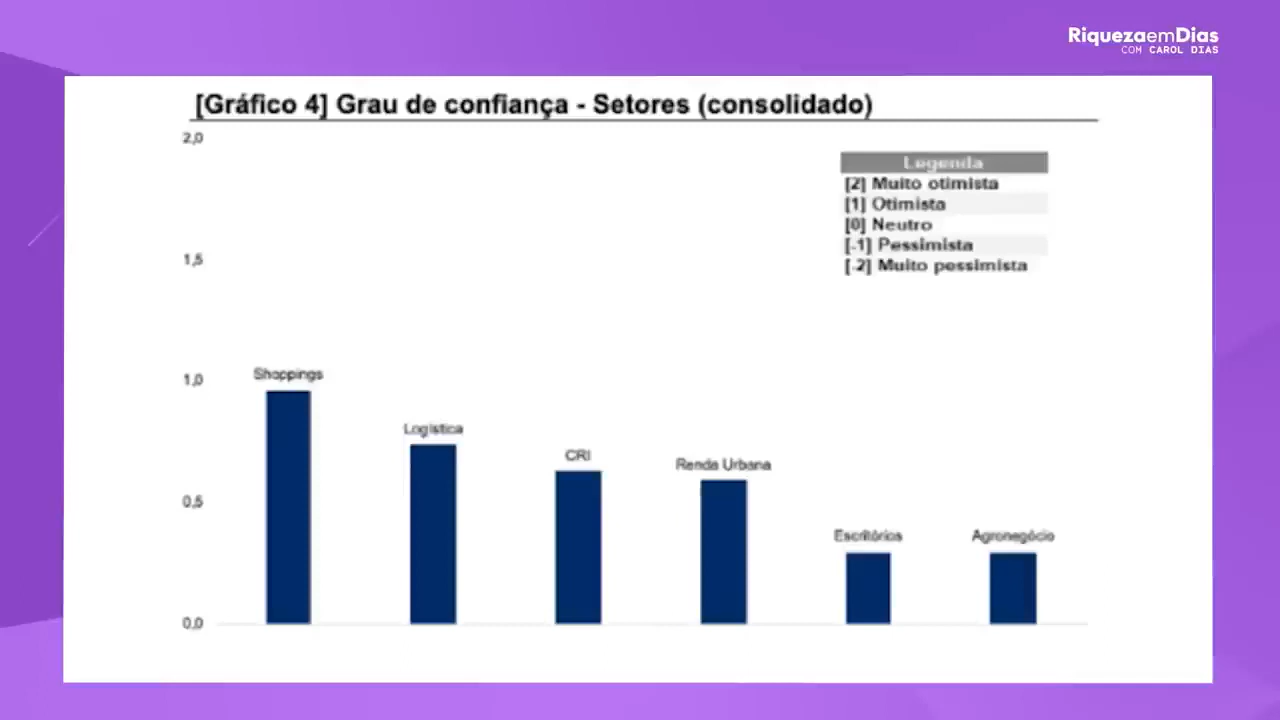 RiquezaemDias
COM CAROL DIAS
[Gráfico 4] Grau de confiança - Setores (consolidado)
2,0
Legenda
[2] Muito otimista
[1] Otimista
[0] Neutro
[-1] Pessimista
[-2] Muito pessimista
1,5
1,0
Shoppings
Logística
CRI
Renda Urbana
0,5
Escritórios
Agronegócio
0,0